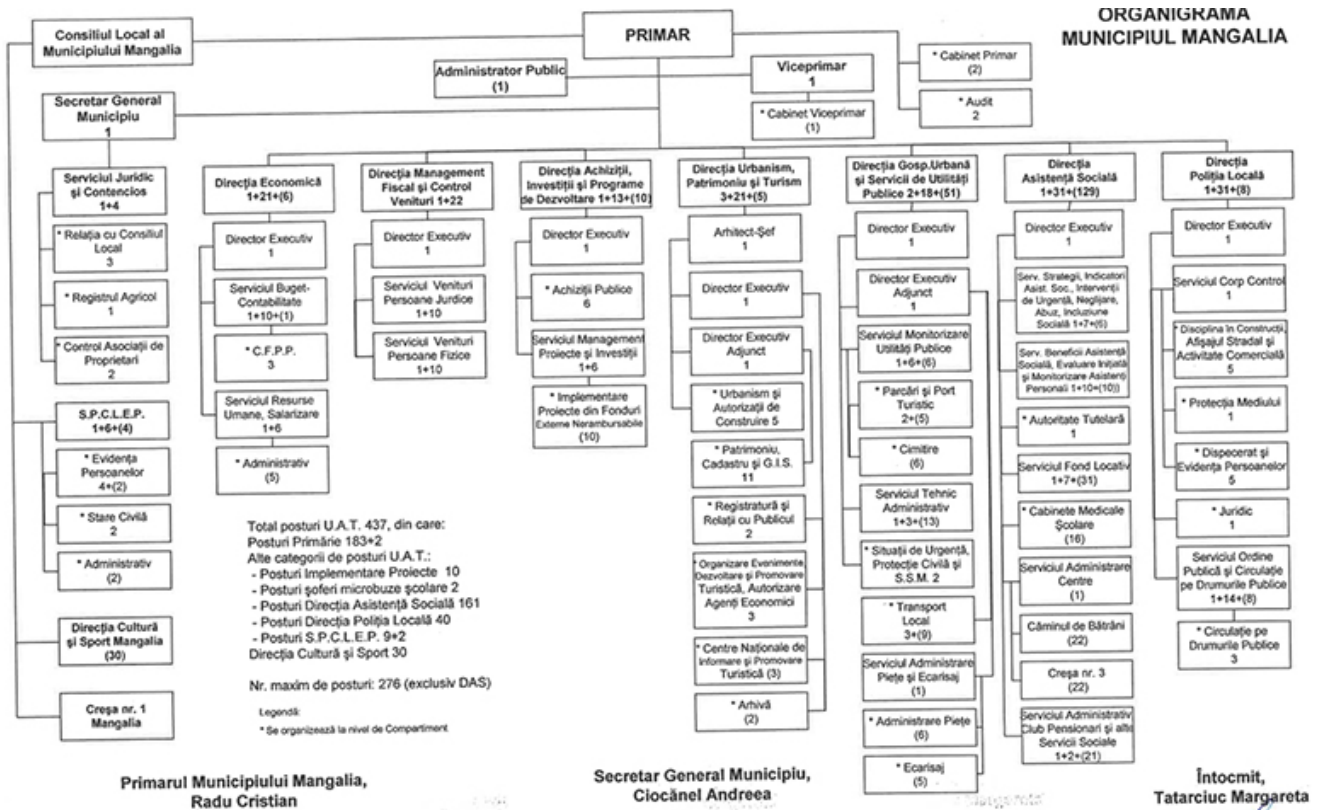 ORGANIGRAMA
MUNICIPIUL MANGALIA
Consiliul Local al
Municipiului Mangalia
PRIMAR
Administrator Public
(1)
Viceprimar
1
* Cabinet Viceprimar
(1)
* Cabinet Primar
(2)
* Audit
2
Secretar General
Municipiu
1
Serviciul Juridic
și Contencios
1+4
* Relația cu Consiliul
Local
3
* Registrul Agricol
1
* Control Asociații de
Proprietari
2
S.P.C.L.E.P.
1+6+(4)
* Evidența
Persoanelor
4+(2)
* Stare Civilă
2
* Administrativ
(2)
Direcția Cultură
și Sport Mangalia
(30)
Creșa nr. 1
Mangalia
Direcția Economică
1+21+(6)
Director Executiv
1
Serviciul Buget-
Contabilitate
1+10+(1)
* C.F.P.P.
3
Serviciul Resurse
Umane, Salarizare
1+6
* Administrativ
(5)
Direcția Management
Fiscal și Control
Venituri 1+22
Director Executiv
1
Serviciul Venituri
Persoane Jurdice
1+10
Serviciul Venituri
Persoane Fizice
1+10
Direcția Achiziții,
Investiții și Programe
de Dezvoltare 1+13+(10)
Director Executiv
1
* Achiziții Publice
6
Serviciul Management
Proiecte și Investiții
1+6
* Implementare
Proiecte din Fonduri
Externe Nerambursabile
(10)
Direcția Urbanism,
Patrimoniu și Turism
3+21+(5)
Arhitect-Șef
1
Director Executiv
1
Director Executiv
Adjunct
1
* Urbanism și
Autorizații de
Construire 5
* Patrimoniu,
Cadastru și G.I.S.
11
* Registratură și
Relații cu Publicul
2
* Organizare Evenimente,
Dezvoltare și Promovare
Turistică, Autorizare
Agenți Economici
3
* Centre Naționale de
Informare și Promovare
Turistică (3)
* Arhivă
(2)
Direcția Gosp.Urbană
și Servicii de Utilități
Publice 2+18+(51)
Director Executiv
1
Director Executiv
Adjunct
1
Serviciul Monitorizare
Utilități Publice
1+6+(6)
* Parcări și Port
Turistic
2+(5)
* Cimitire
(6)
Serviciul Tehnic
Administrativ
1+3+(13)
* Situații de Urgență,
Protecție Civilă și
S.S.M. 2
* Transport
Local
3+(9)
Serviciul Administrare
Piețe și Ecarisaj
(1)
* Administrare Piețe
(6)
* Ecarisaj
(5)
Direcția
Asistență Socială
1+31+(129)
Director Executiv
1
Serv. Strategii, Indicatori
Asist. Soc., Intervenții
de Urgență, Neglijare,
Abuz, Incluziune
Socială 1+7+(6)
Serv. Beneficii Asistență
Socială, Evaluare Inițială
și Monitorizare Asistenți
Personali 1+10+(10))
* Autoritate Tutelară
1
Serviciul Fond Locativ
1+7+(31)
* Cabinete Medicale
Școlare
(16)
Serviciul Administrare
Centre
(1)
Căminul de Bătrâni
(22)
Creșa nr. 3
(22)
Serviciul Administrativ
Club Pensionari și alte
Servicii Sociale
1+2+(21)
Direcția
Poliția Locală
1+31+(8)
Director Executiv
1
Serviciul Corp Control
1
* Disciplina în Construcții,
Afișajul Stradal și
Activitate Comercială
5
* Protecția Mediului
1
* Dispecerat și
Evidența Persoanelor
5
* Juridic
1
Serviciul Ordine
Publică și Circulație
pe Drumurile Publice
1+14+(8)
* Circulație pe
Drumurile Publice
3
Total posturi U.A.T. 437, din care:
Posturi Primărie 183+2
Alte categorii de posturi U.A.T.:
- Posturi Implementare Proiecte 10
- Posturi șoferi microbuze școlare 2
- Posturi Direcția Asistență Socială 161
- Posturi Direcția Poliția Locală 40
- Posturi S.P.C.L.E.P. 9+2
Direcția Cultură și Sport 30
Nr. maxim de posturi: 276 (exclusiv DAS)
Legendă:
* Se organizează la nivel de Compartiment
Primarul Municipiului Mangalia,
Radu Cristian
Secretar General Municipiu,
Ciocănel Andreea
Întocmit,
Tatarciuc Margareta